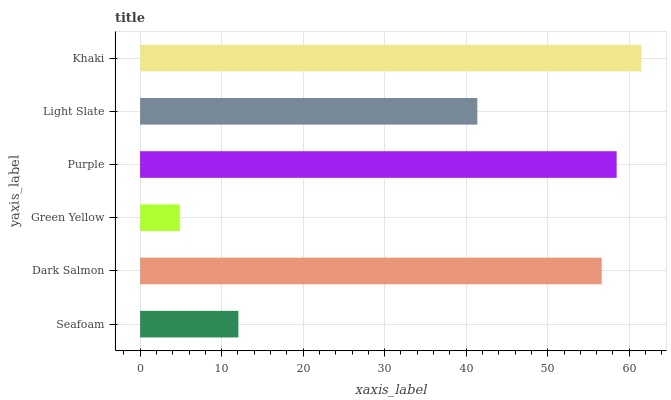 title
Khaki
Light Slate
Purple
Green Yellow
Dark Salmon
Seafoam
yaxis_label
0 10 20 30 40 50 60
xaxis_label